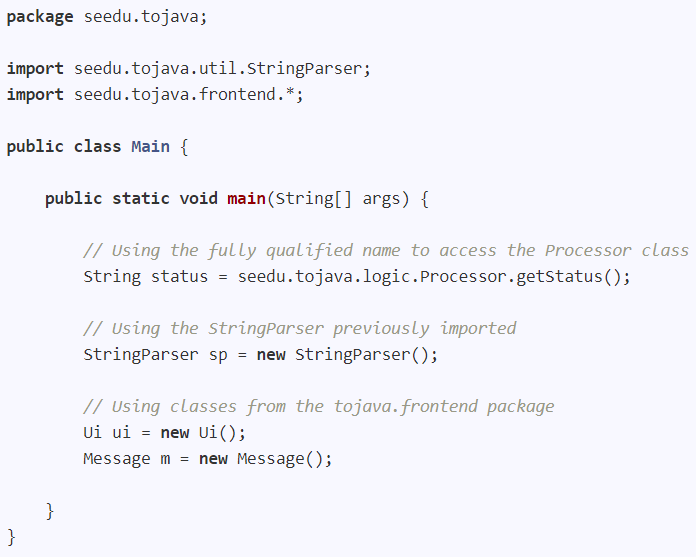 package seedu.tojava;
import seedu.tojava.util.StringParser;
import seedu.tojava.frontend.*;
public class Main {
public static void main(String[] args) {
// Using the fully qualified name to access the Processor class
String status = seedu.tojava.logic.Processor.getStatus();
// Using the StringParser previously imported
StringParser sp = new StringParser();
// Using classes from the tojava.frontend package
Ui ui = new Ui();
Message m = new Message();
}
}